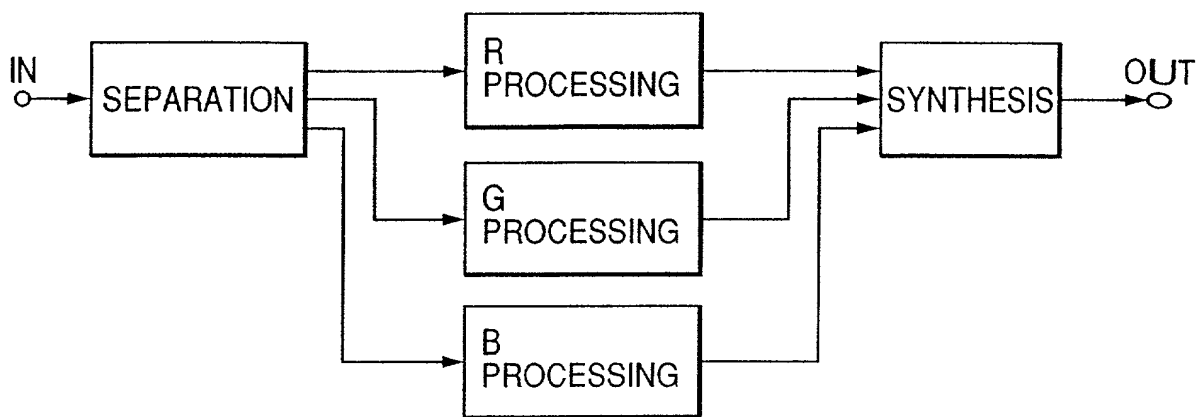 IN
SEPARATION
R
PROCESSING
G
PROCESSING
B
PROCESSING
SYNTHESIS
OUT